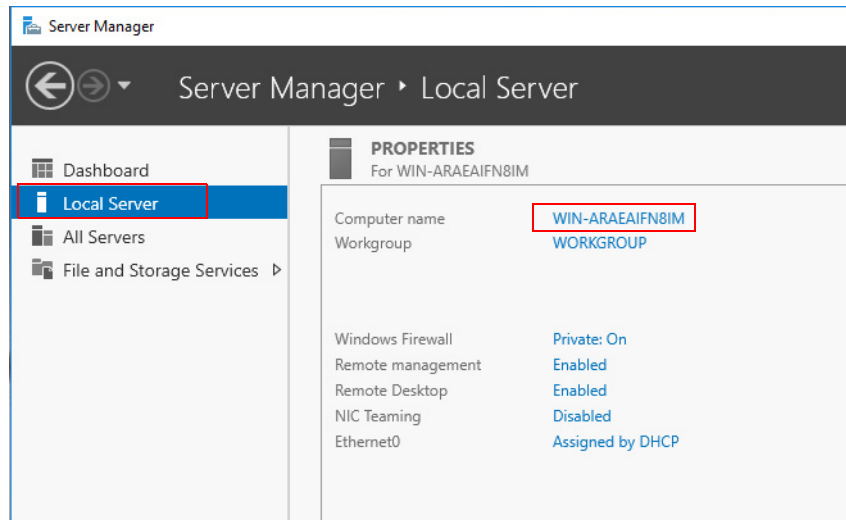 Server Manager
Server Manager ‣ Local Server
Dashboard
Local Server
All Servers
File and Storage Services
PROPERTIES
For WIN-ARAEAIFN8IM
Computer name WIN-ARAEAIFN8IM
Workgroup WORKGROUP
Windows Firewall Private: On
Remote management Enabled
Remote Desktop Enabled
NIC Teaming Disabled
Ethernet0 Assigned by DHCP